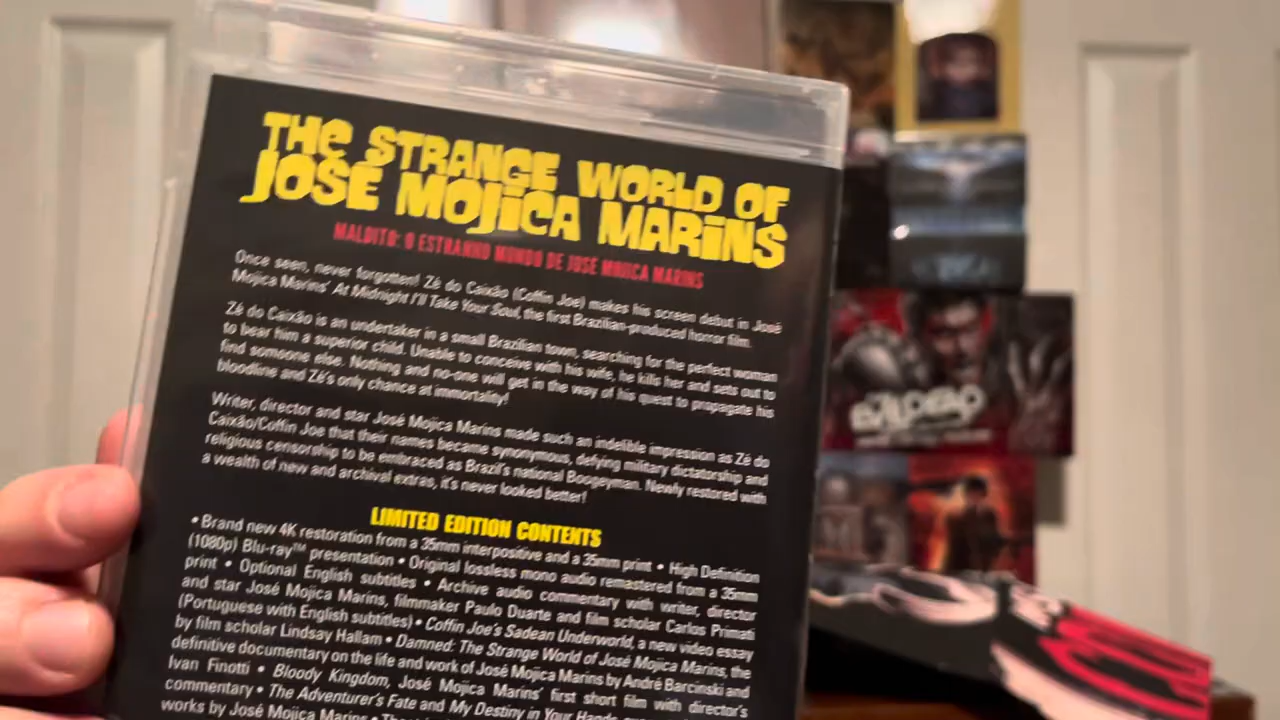 THE STRANGE WORLD OF
JOSÉ MOJICA MARINS
MALDITO: O ESTRANHO MUNDO DE JOSÉ MOJICA MARINS
Once seen, never forgotten! Zé do Caixão (Coffin Joe) makes his screen debut in José
Mojica Marins' At Midnight I'll Take Your Soul, the first Brazilian-produced horror film.
Zé do Caixão is an undertaker in a small Brazilian town, searching for the perfect woman
to bear him a superior child. Unable to conceive with his wife, he kills her and sets out to
find someone else. Nothing and no-one will get in the way of his quest to propagate his
bloodline and Zé's only chance at immortality!
Writer, director and star José Mojica Marins made such an indelible impression as Zé do
Caixão/Coffin Joe that their names became synonymous, defying military dictatorship and
religious censorship to be embraced as Brazil's national Boogeyman. Newly restored with
a wealth of new and archival extras, it's never looked better!
LIMITED EDITION CONTENTS
• Brand new 4K restoration from a 35mm interpositive and a 35mm print • High Definition
(1080p) Blu-ray™ presentation • Original lossless mono audio remastered from a 35mm
print • Optional English subtitles • Archive audio commentary with writer, director
and star José Mojica Marins, filmmaker Paulo Duarte and film scholar Carlos Primati
(Portuguese with English subtitles) • Coffin Joe's Sadean Underworld, a new video essay
by film scholar Lindsay Hallam • Damned: The Strange World of José Mojica Marins, the
definitive documentary on the life and work of José Mojica Marins by André Barcinski and
Ivan Finotti • Bloody Kingdom, José Mojica Marins' first short film with director's
commentary • The Adventurer's Fate and My Destiny in Your Hands
works by José Mojica Marins •